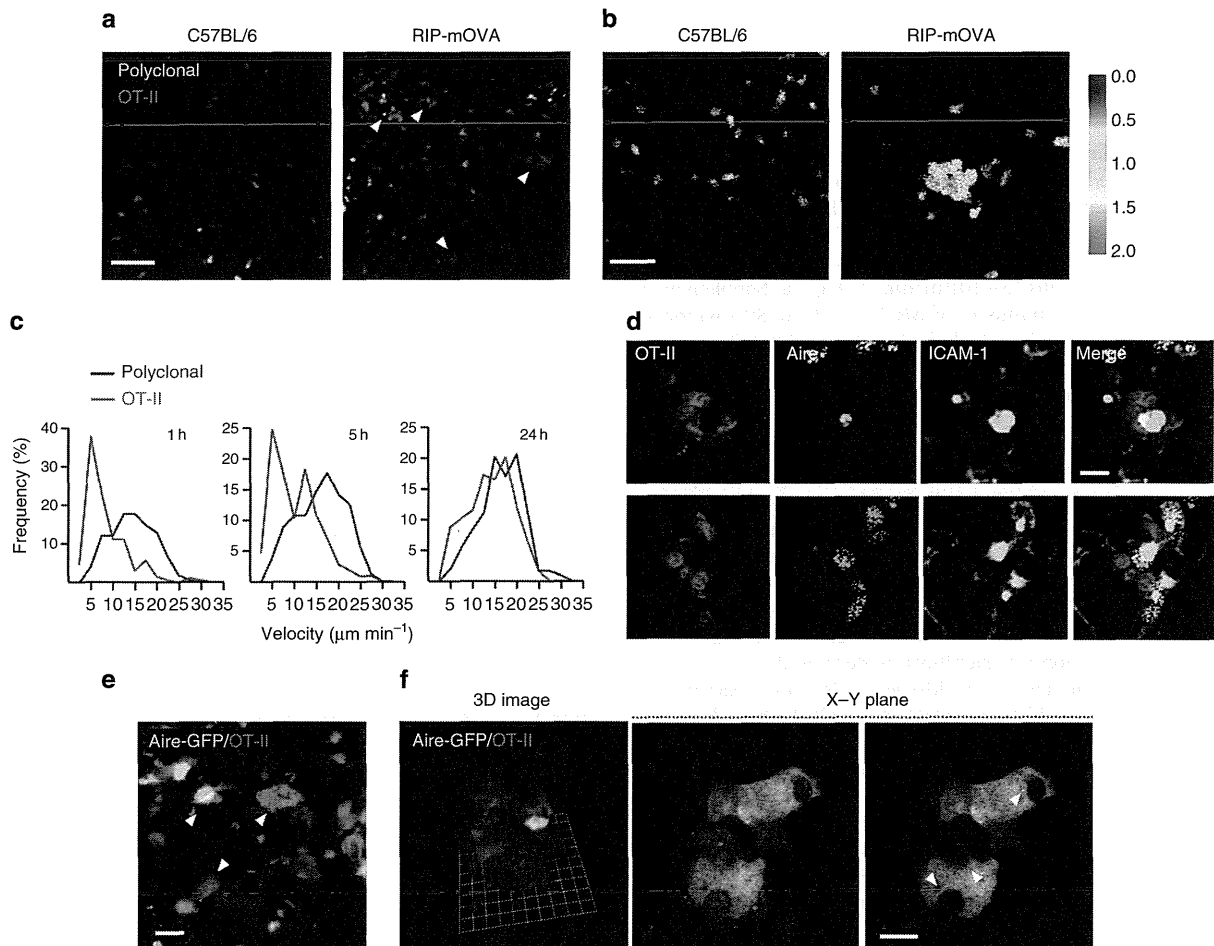 a
C57BL/6
RIP-mOVA
Polyclonal
OT-II
b
C57BL/6
RIP-mOVA
0.0
0.5
1.0
1.5
2.0
c
Polyclonal
OT-II
Frequency (%)
1 h
40
30
20
10
5 10 15 20 25 30 35
5 h
25
20
15
10
5
5 10 15 20 25 30 35
24 h
25
20
15
10
5
5 10 15 20 25 30 35
Velocity (µm min⁻¹)
d
OT-II
Aire
ICAM-1
Merge
e
Aire-GFP/OT-II
f
3D image
X–Y plane
Aire-GFP/OT-II